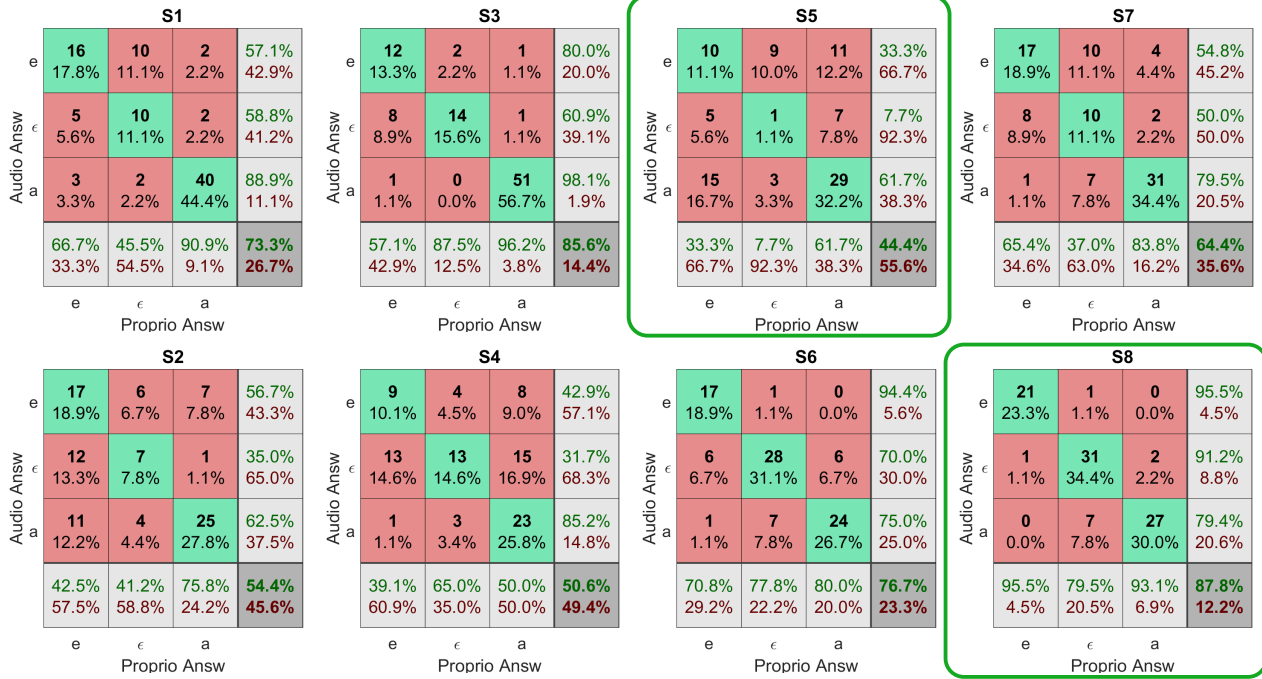 S1
Audio Answ
e
16 10 2 57.1%
17.8% 11.1% 2.2% 42.9%
ϵ
5 10 2 58.8%
5.6% 11.1% 2.2% 41.2%
a
3 2 40 88.9%
3.3% 2.2% 44.4% 11.1%
66.7% 45.5% 90.9% 73.3%
33.3% 54.5% 9.1% 26.7%
e ϵ a
Proprio Answ
S3
Audio Answ
e
12 2 1 80.0%
13.3% 2.2% 1.1% 20.0%
ϵ
8 14 1 60.9%
8.9% 15.6% 1.1% 39.1%
a
1 0 51 98.1%
1.1% 0.0% 56.7% 1.9%
57.1% 87.5% 96.2% 85.6%
42.9% 12.5% 3.8% 14.4%
e ϵ a
Proprio Answ
S5
Audio Answ
e
10 9 11 33.3%
11.1% 10.0% 12.2% 66.7%
ϵ
5 1 7 7.7%
5.6% 1.1% 7.8% 92.3%
a
15 3 29 61.7%
16.7% 3.3% 32.2% 38.3%
33.3% 7.7% 61.7% 44.4%
66.7% 92.3% 38.3% 55.6%
e ϵ a
Proprio Answ
S7
Audio Answ
e
17 10 4 54.8%
18.9% 11.1% 4.4% 45.2%
ϵ
8 10 2 50.0%
8.9% 11.1% 2.2% 50.0%
a
1 7 31 79.5%
1.1% 7.8% 34.4% 20.5%
65.4% 37.0% 83.8% 64.4%
34.6% 63.0% 16.2% 35.6%
e ϵ a
Proprio Answ
S2
Audio Answ
e
17 6 7 56.7%
18.9% 6.7% 7.8% 43.3%
ϵ
12 7 1 35.0%
13.3% 7.8% 1.1% 65.0%
a
11 4 25 62.5%
12.2% 4.4% 27.8% 37.5%
42.5% 41.2% 75.8% 54.4%
57.5% 58.8% 24.2% 45.6%
e ϵ a
Proprio Answ
S4
Audio Answ
e
9 4 8 42.9%
10.1% 4.5% 9.0% 57.1%
ϵ
13 13 15 31.7%
14.6% 14.6% 16.9% 68.3%
a
1 3 23 85.2%
1.1% 3.4% 25.8% 14.8%
39.1% 65.0% 50.0% 50.6%
60.9% 35.0% 50.0% 49.4%
e ϵ a
Proprio Answ
S6
Audio Answ
e
17 1 0 94.4%
18.9% 1.1% 0.0% 5.6%
ϵ
6 28 6 70.0%
6.7% 31.1% 6.7% 30.0%
a
1 7 24 75.0%
1.1% 7.8% 26.7% 25.0%
70.8% 77.8% 80.0% 76.7%
29.2% 22.2% 20.0% 23.3%
e ϵ a
Proprio Answ
S8
Audio Answ
e
21 1 0 95.5%
23.3% 1.1% 0.0% 4.5%
ϵ
1 31 2 91.2%
1.1% 34.4% 2.2% 8.8%
a
0 7 27 79.4%
0.0% 7.8% 30.0% 20.6%
95.5% 79.5% 93.1% 87.8%
4.5% 20.5% 6.9% 12.2%
e ϵ a
Proprio Answ